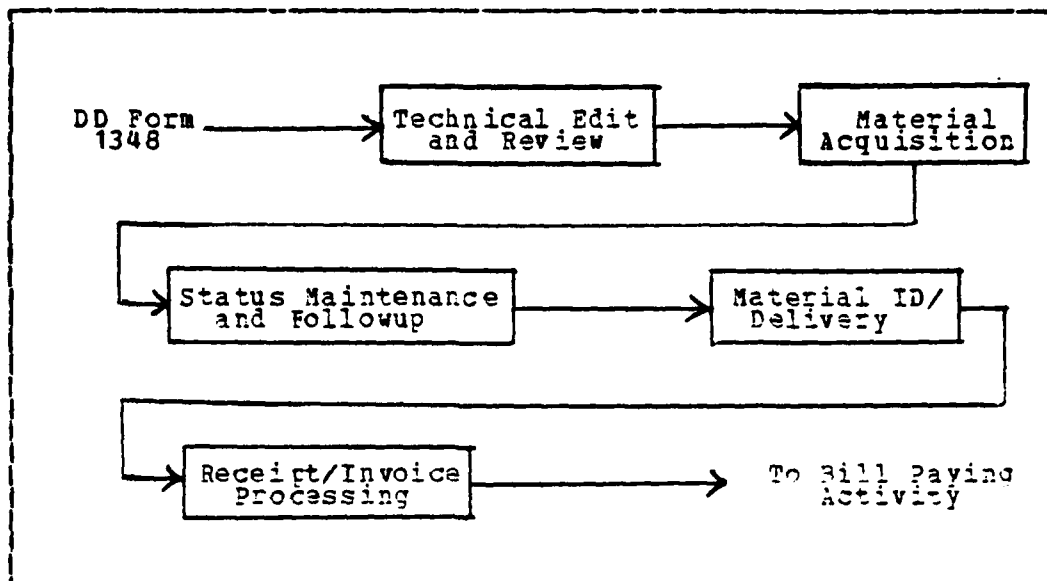 DD Form
1348
Technical Edit
and Review
Material
Acquisition
Status Maintenance
and Followup
Material ID/
Delivery
Receipt/Invoice
Processing
To Bill Paying
Activity